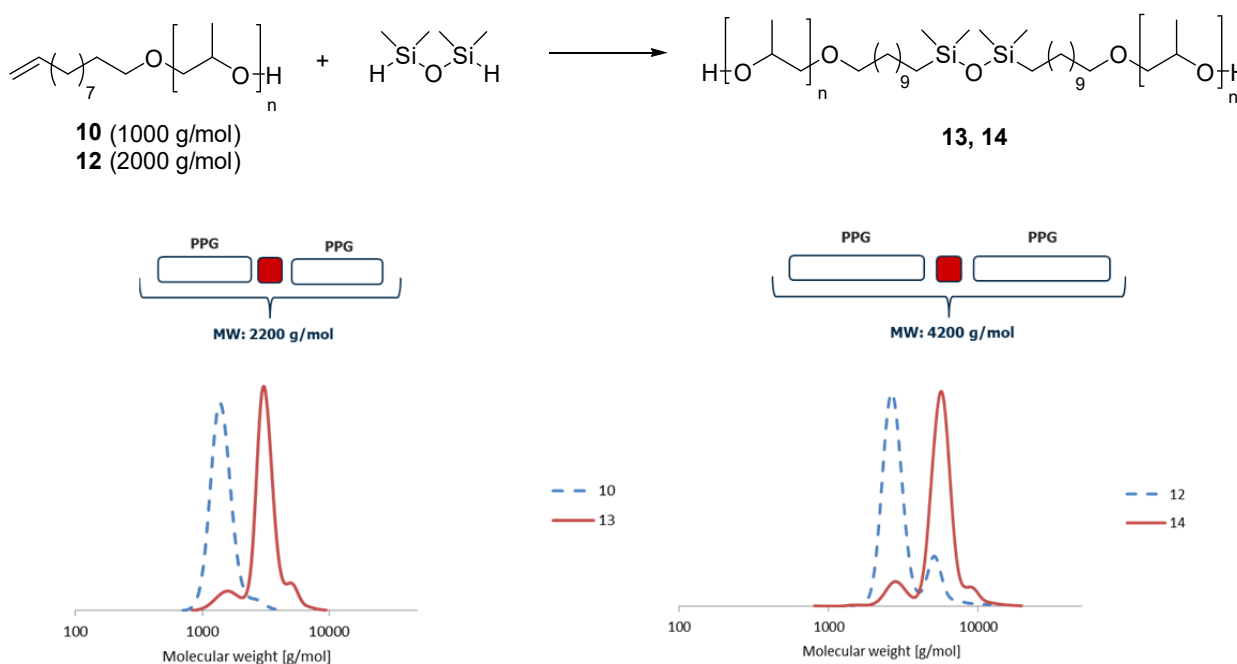 O
O
H
n
7
+
Si
Si
H
O
H
10 (1000 g/mol)
12 (2000 g/mol)
H
O
n
O
9
Si
O
Si
9
O
O
H
n
13, 14
PPG
PPG
MW: 2200 g/mol
PPG
PPG
MW: 4200 g/mol
10
13
100
1000
10000
Molecular weight [g/mol]
12
14
100
1000
10000
Molecular weight [g/mol]